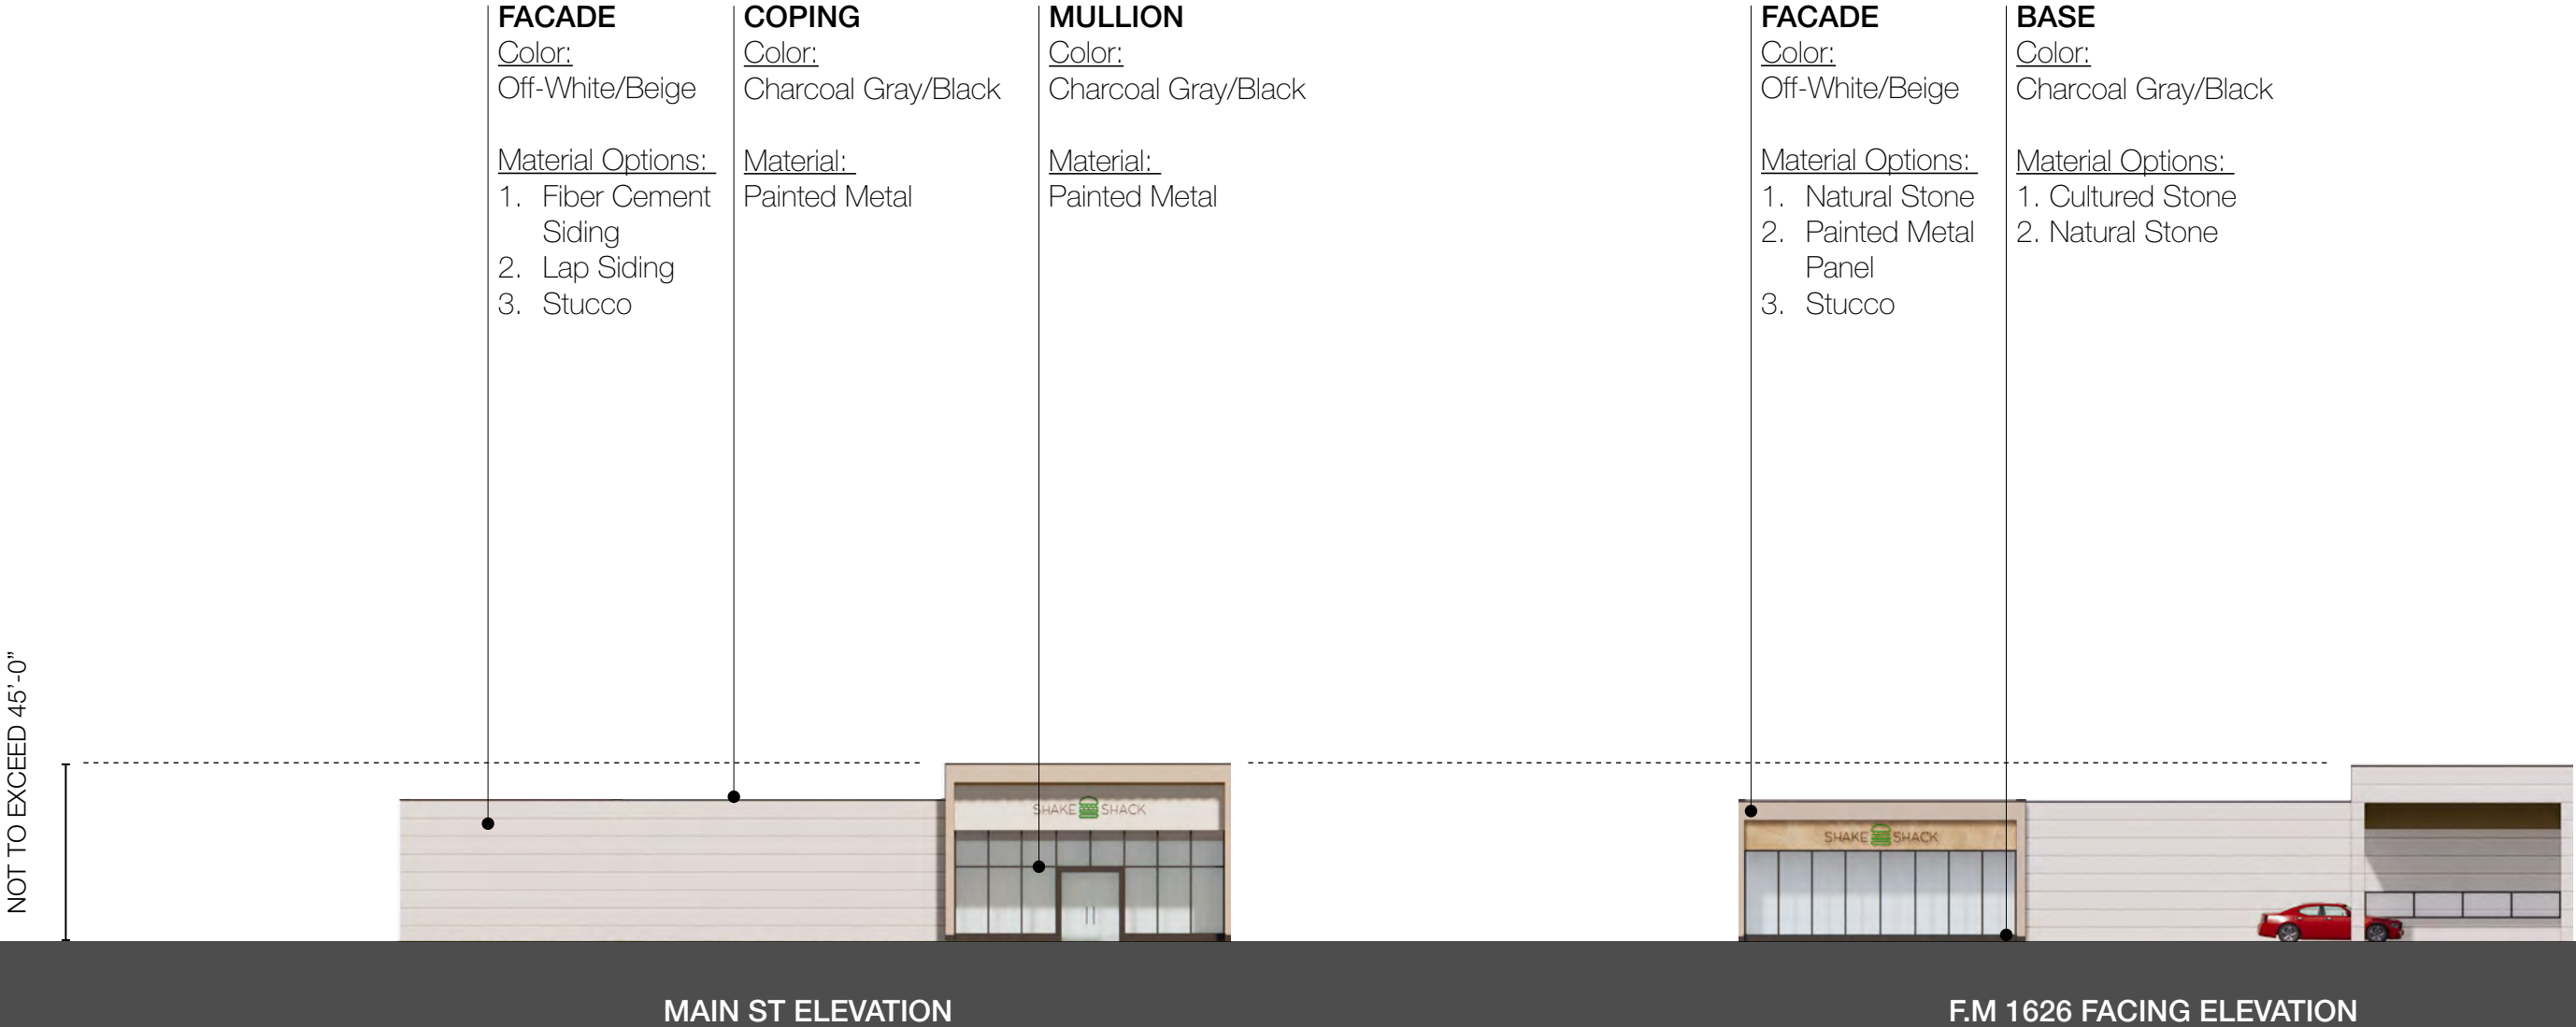 FACADE
Color:
Off-White/Beige
Material Options:
1. Fiber Cement
Siding
2. Lap Siding
3. Stucco
COPING
Color:
Charcoal Gray/Black
Material:
Painted Metal
MULLION
Color:
Charcoal Gray/Black
Material:
Painted Metal
FACADE
Color:
Off-White/Beige
Material Options:
1. Natural Stone
2. Painted Metal
Panel
3. Stucco
BASE
Color:
Charcoal Gray/Black
Material Options:
1. Cultured Stone
2. Natural Stone
NOT TO EXCEED 45'-0”
SHAKE SHACK
SHAKE SHACK
MAIN ST ELEVATION
F.M 1626 FACING ELEVATION